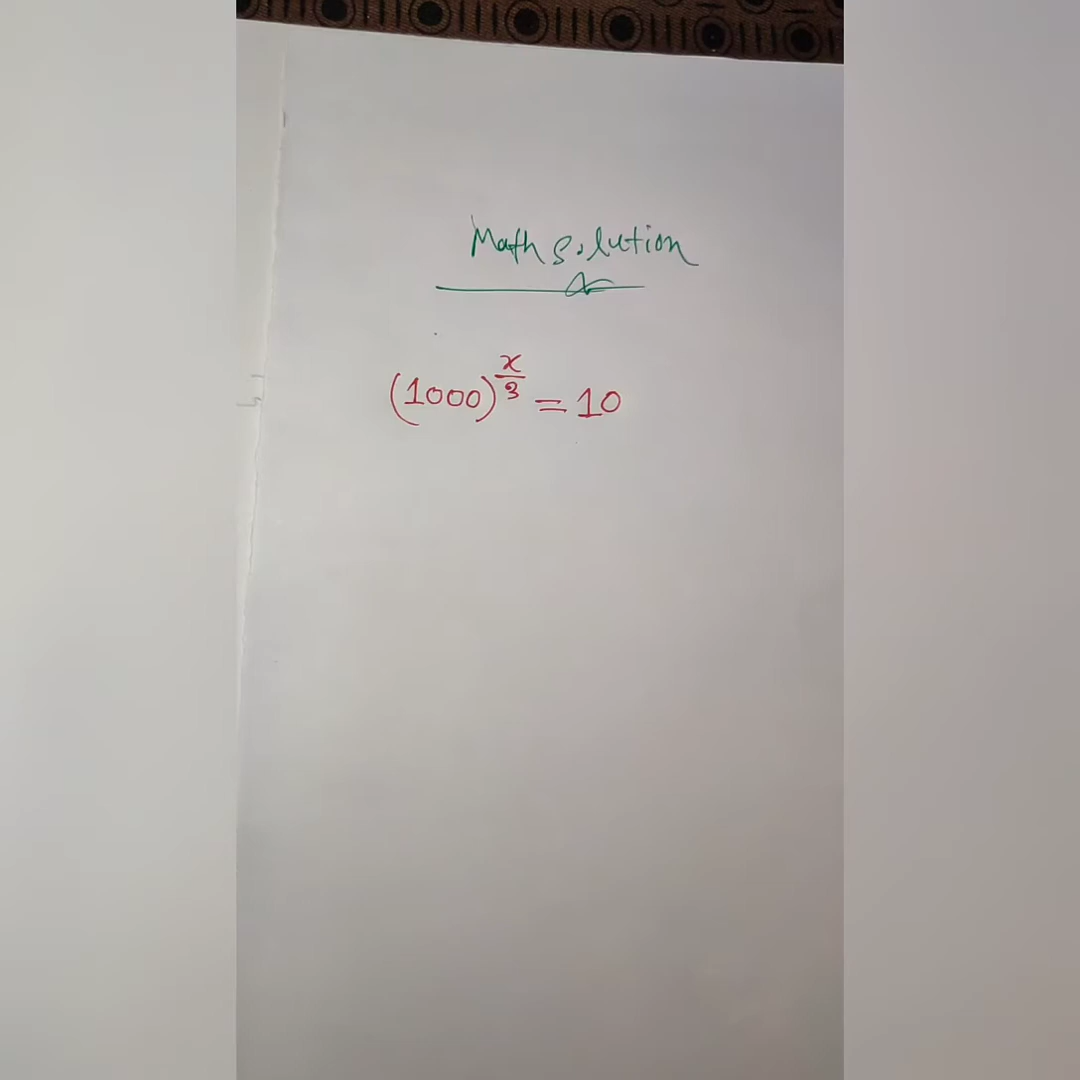 Math solution
(1000)^(x/3) = 10